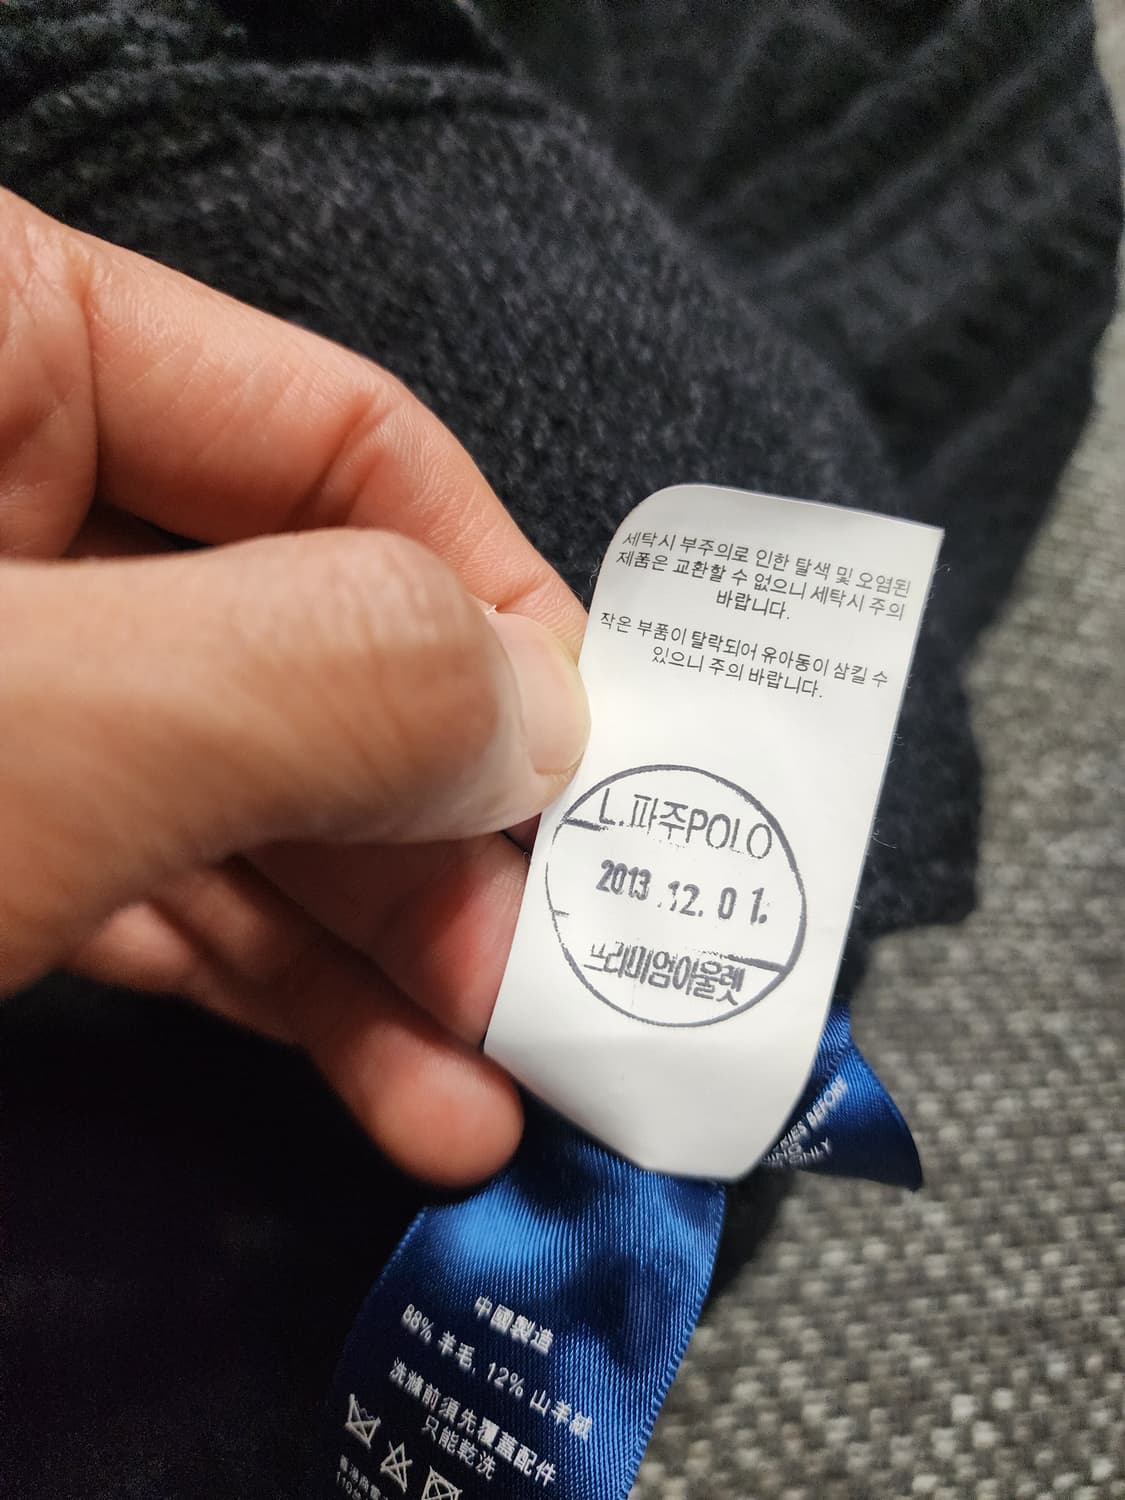 세탁시 부주의로 인한 탈색 및 오염된
제품은 교환할 수 없으니 세탁시 주의
바랍니다.
작은 부품이 탈락되어 유아동이 삼킬 수
있으니 주의 바랍니다.
L.파주POLO
2013.12.01.
프리미엄아울렛
BEFORE
ONLY
中國製造
88% 羊毛, 12% 山羊絨
洗滌前須先覆蓋配件
只能乾洗